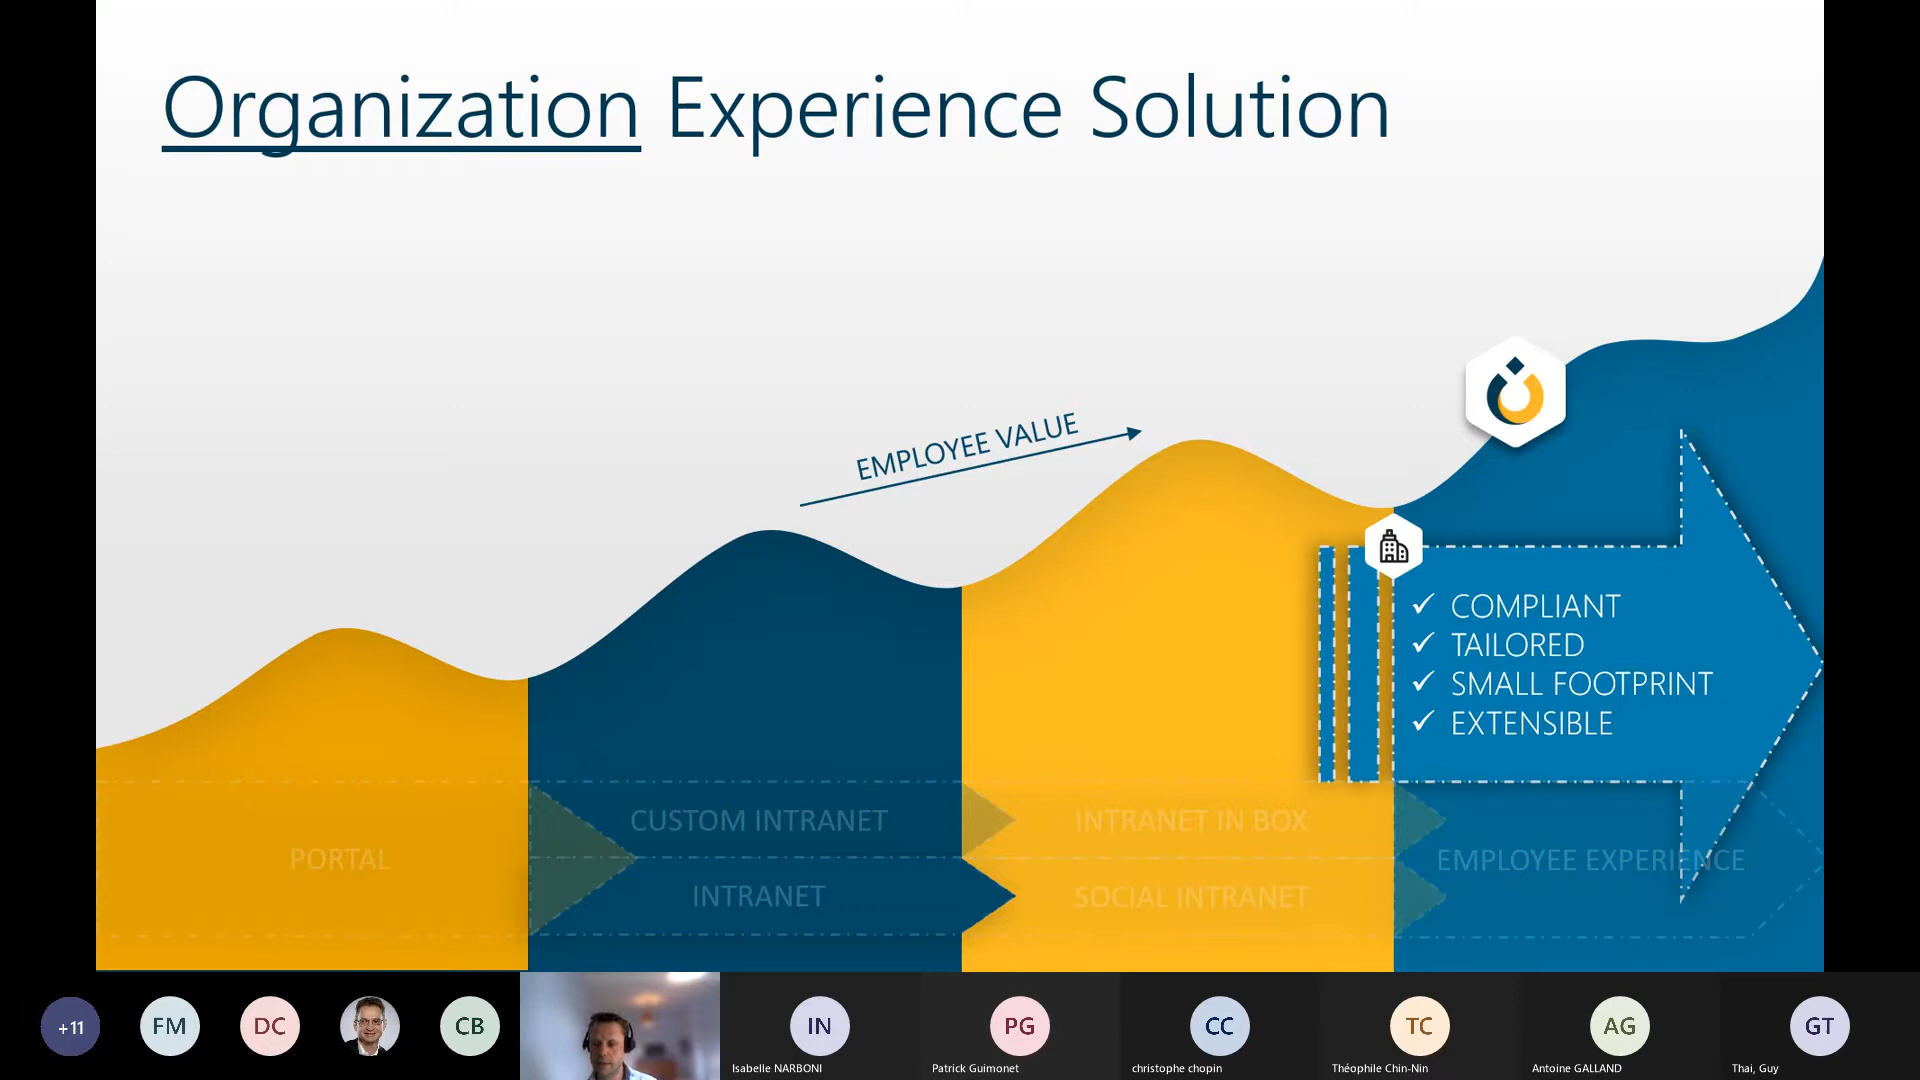 Organization Experience Solution
EMPLOYEE VALUE
✓ COMPLIANT
✓ TAILORED
✓ SMALL FOOTPRINT
✓ EXTENSIBLE
PORTAL
CUSTOM INTRANET
INTRANET
INTRANET IN BOX
SOCIAL INTRANET
EMPLOYEE EXPERIENCE
+11
FM
DC
CB
IN
PG
CC
TC
AG
GT
Isabelle NARBONI
Patrick Guimonet
christophe chopin
Théophile Chin-Nin
Antoine GALLAND
Thai, Guy